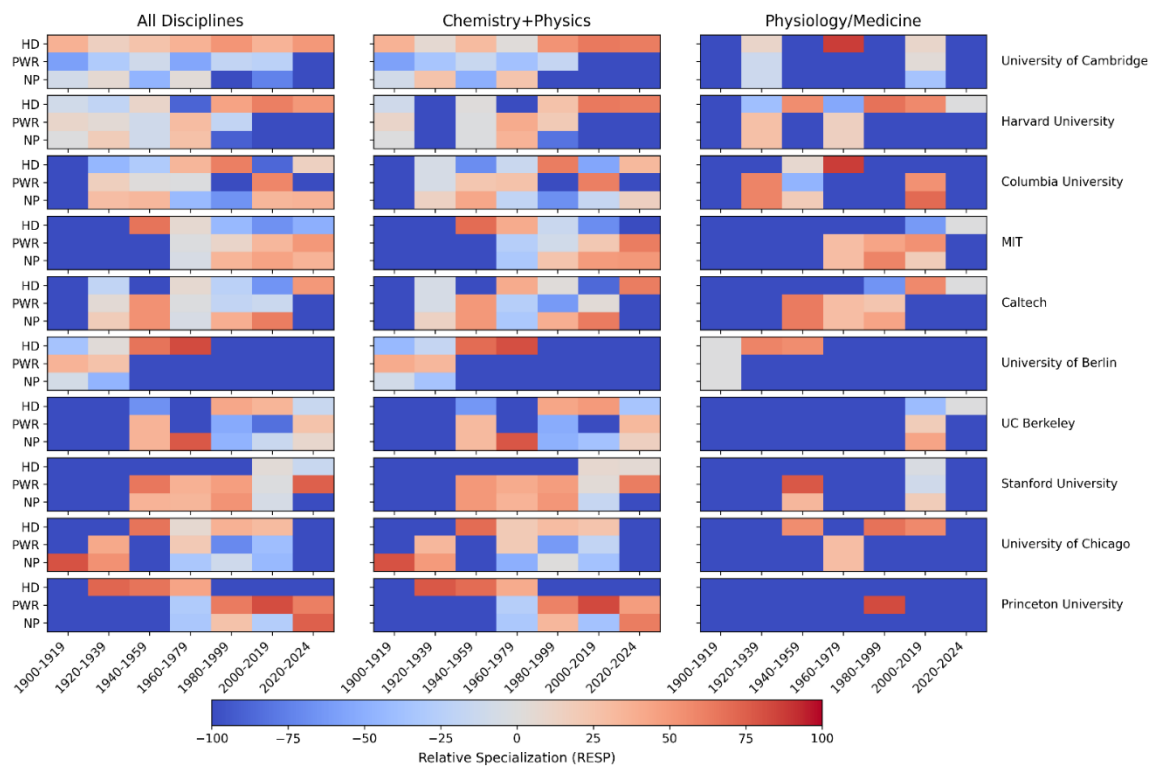 All Disciplines Chemistry+Physics Physiology/Medicine
HD
PWR
NP
University of Cambridge
HD
PWR
NP
Harvard University
HD
PWR
NP
Columbia University
HD
PWR
NP
MIT
HD
PWR
NP
Caltech
HD
PWR
NP
University of Berlin
HD
PWR
NP
UC Berkeley
HD
PWR
NP
Stanford University
HD
PWR
NP
University of Chicago
HD
PWR
NP
Princeton University
1900-1919 1920-1939 1940-1959 1960-1979 1980-1999 2000-2019 2020-2024
1900-1919 1920-1939 1940-1959 1960-1979 1980-1999 2000-2019 2020-2024
1900-1919 1920-1939 1940-1959 1960-1979 1980-1999 2000-2019 2020-2024
−100 −75 −50 −25 0 25 50 75 100
Relative Specialization (RESP)